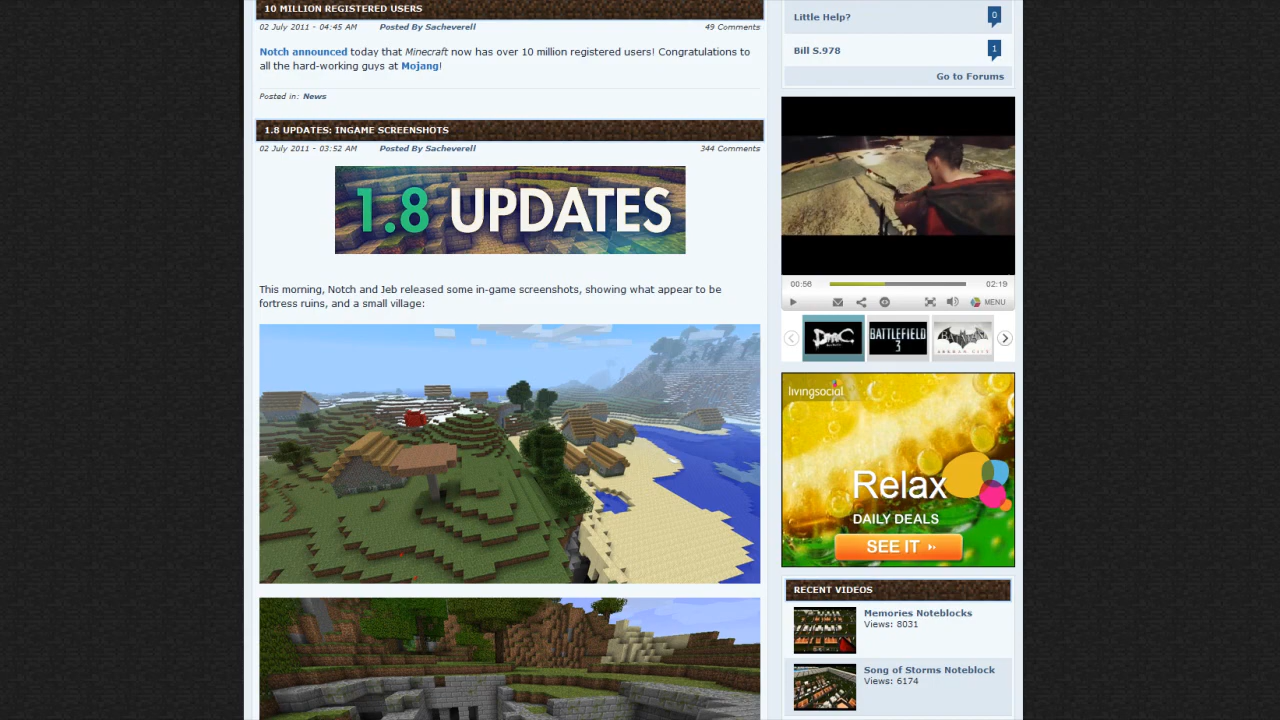 10 MILLION REGISTERED USERS
02 July 2011 - 04:45 AM Posted By Sacheverell 49 Comments
Notch announced today that Minecraft now has over 10 million registered users! Congratulations to
all the hard-working guys at Mojang!
Posted in: News
1.8 UPDATES: INGAME SCREENSHOTS
02 July 2011 - 03:52 AM Posted By Sacheverell 344 Comments
1.8 UPDATES
This morning, Notch and Jeb released some in-game screenshots, showing what appear to be
fortress ruins, and a small village:
Little Help? 0
Bill S.978 1
Go to Forums
00:56 02:19
MENU
DmC
BATTLEFIELD
3
BATMAN
ARKHAM CITY
livingsocial
Relax
DAILY DEALS
SEE IT
RECENT VIDEOS
Memories Noteblocks
Views: 8031
Song of Storms Noteblock
Views: 6174